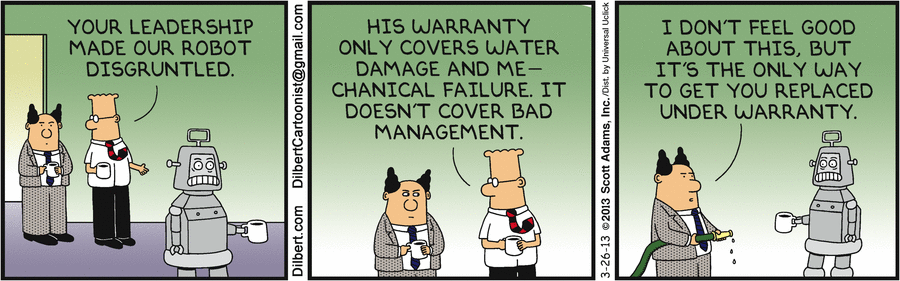 YOUR LEADERSHIP
MADE OUR ROBOT
DISGRUNTLED.
Dilbert.com DilbertCartoonist@gmail.com
HIS WARRANTY
ONLY COVERS WATER
DAMAGE AND ME–
CHANICAL FAILURE. IT
DOESN'T COVER BAD
MANAGEMENT.
3-26-13 © 2013 Scott Adams, Inc. /Dist. by Universal Uclick
I DON'T FEEL GOOD
ABOUT THIS, BUT
IT'S THE ONLY WAY
TO GET YOU REPLACED
UNDER WARRANTY.